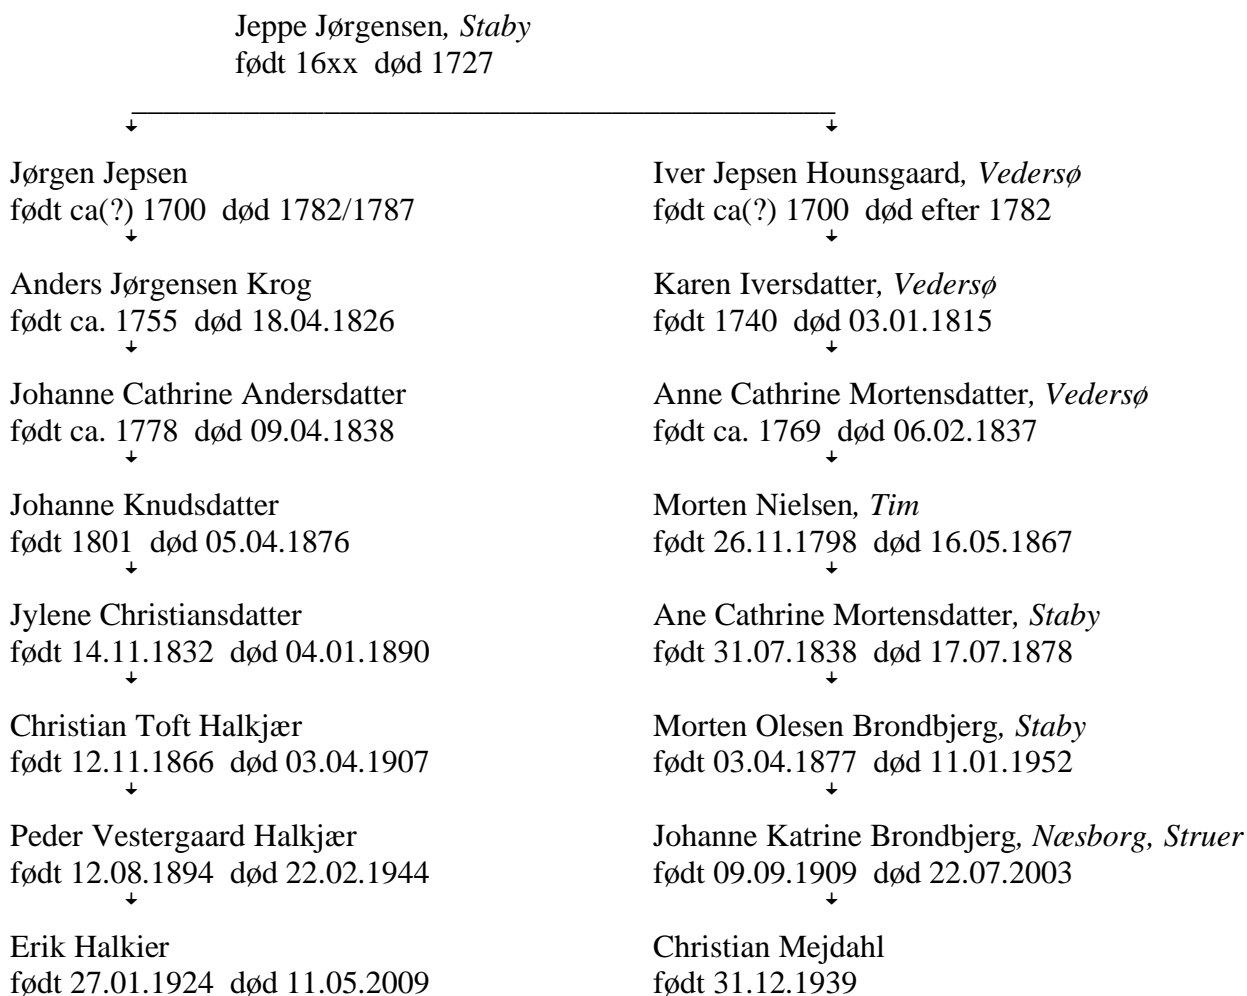 Jeppe Jørgensen, Staby
født 16xx død 1727
Jørgen Jepsen
født ca(?) 1700 død 1782/1787
Iver Jepsen Hounsgaard, Vedersø
født ca(?) 1700 død efter 1782
Anders Jørgensen Krog
født ca. 1755 død 18.04.1826
Karen Iversdatter, Vedersø
født 1740 død 03.01.1815
Johanne Cathrine Andersdatter
født ca. 1778 død 09.04.1838
Anne Cathrine Mortensdatter, Vedersø
født ca. 1769 død 06.02.1837
Johanne Knudsdatter
født 1801 død 05.04.1876
Morten Nielsen, Tim
født 26.11.1798 død 16.05.1867
Jylene Christiansdatter
født 14.11.1832 død 04.01.1890
Ane Cathrine Mortensdatter, Staby
født 31.07.1838 død 17.07.1878
Christian Toft Halkjær
født 12.11.1866 død 03.04.1907
Morten Olesen Brondbjerg, Staby
født 03.04.1877 død 11.01.1952
Peder Vestergaard Halkjær
født 12.08.1894 død 22.02.1944
Johanne Katrine Brondbjerg, Næsborg, Struer
født 09.09.1909 død 22.07.2003
Erik Halkier
født 27.01.1924 død 11.05.2009
Christian Mejdahl
født 31.12.1939